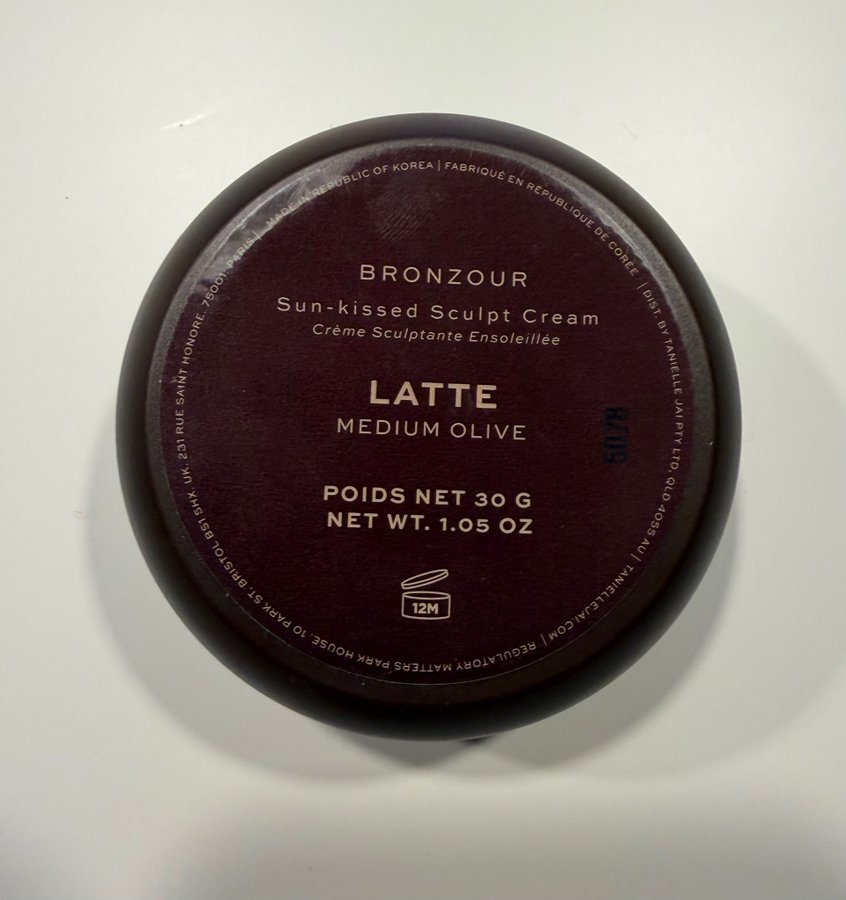 BRONZOUR
Sun-kissed Sculpt Cream
Crème Sculptante Ensoleillée
LATTE
MEDIUM OLIVE
POIDS NET 30 G
NET WT. 1.05 OZ
12M
MADE IN REPUBLIC OF KOREA | FABRIQUÉ EN RÉPUBLIQUE DE CORÉE | DIST. BY TANIELLE JAI PTY LTD, QLD 4055 AU | TANIELLEJAI.COM | REGULATORY MATTERS PARK HOUSE. 10 PARK ST. BRISTOL BS1 5HX. UK. 231 RUE SAINT HONORE. 75001. PARIS |